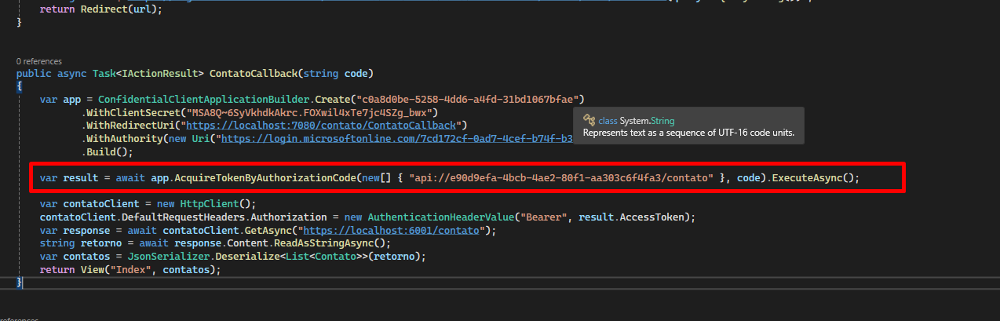 return Redirect(url);
}
0 references
public async Task<IActionResult> ContatoCallback(string code)
{
var app = ConfidentialClientApplicationBuilder.Create("c0a8d0be-5258-4dd6-a4fd-31bd1067bfae")
.WithClientSecret("MSA8Q~6SyVkhdkAkrc.FOXwil4xTe7jc4SZg_bwx")
.WithRedirectUri("https://localhost:7080/contato/ContatoCallback")
.WithAuthority(new Uri("https://login.microsoftonline.com/7cd172cf-0ad7-4cef-b74f-b3
.Build();
class System.String
Represents text as a sequence of UTF-16 code units.
var result = await app.AcquireTokenByAuthorizationCode(new[] { "api://e90d9efa-4bcb-4ae2-80f1-aa303c6f4fa3/contato" }, code).ExecuteAsync();
var contatoClient = new HttpClient();
contatoClient.DefaultRequestHeaders.Authorization = new AuthenticationHeaderValue("Bearer", result.AccessToken);
var response = await contatoClient.GetAsync("https://localhost:6001/contato");
string retorno = await response.Content.ReadAsStringAsync();
var contatos = JsonSerializer.Deserialize<List<Contato>>(retorno);
return View("Index", contatos);
}